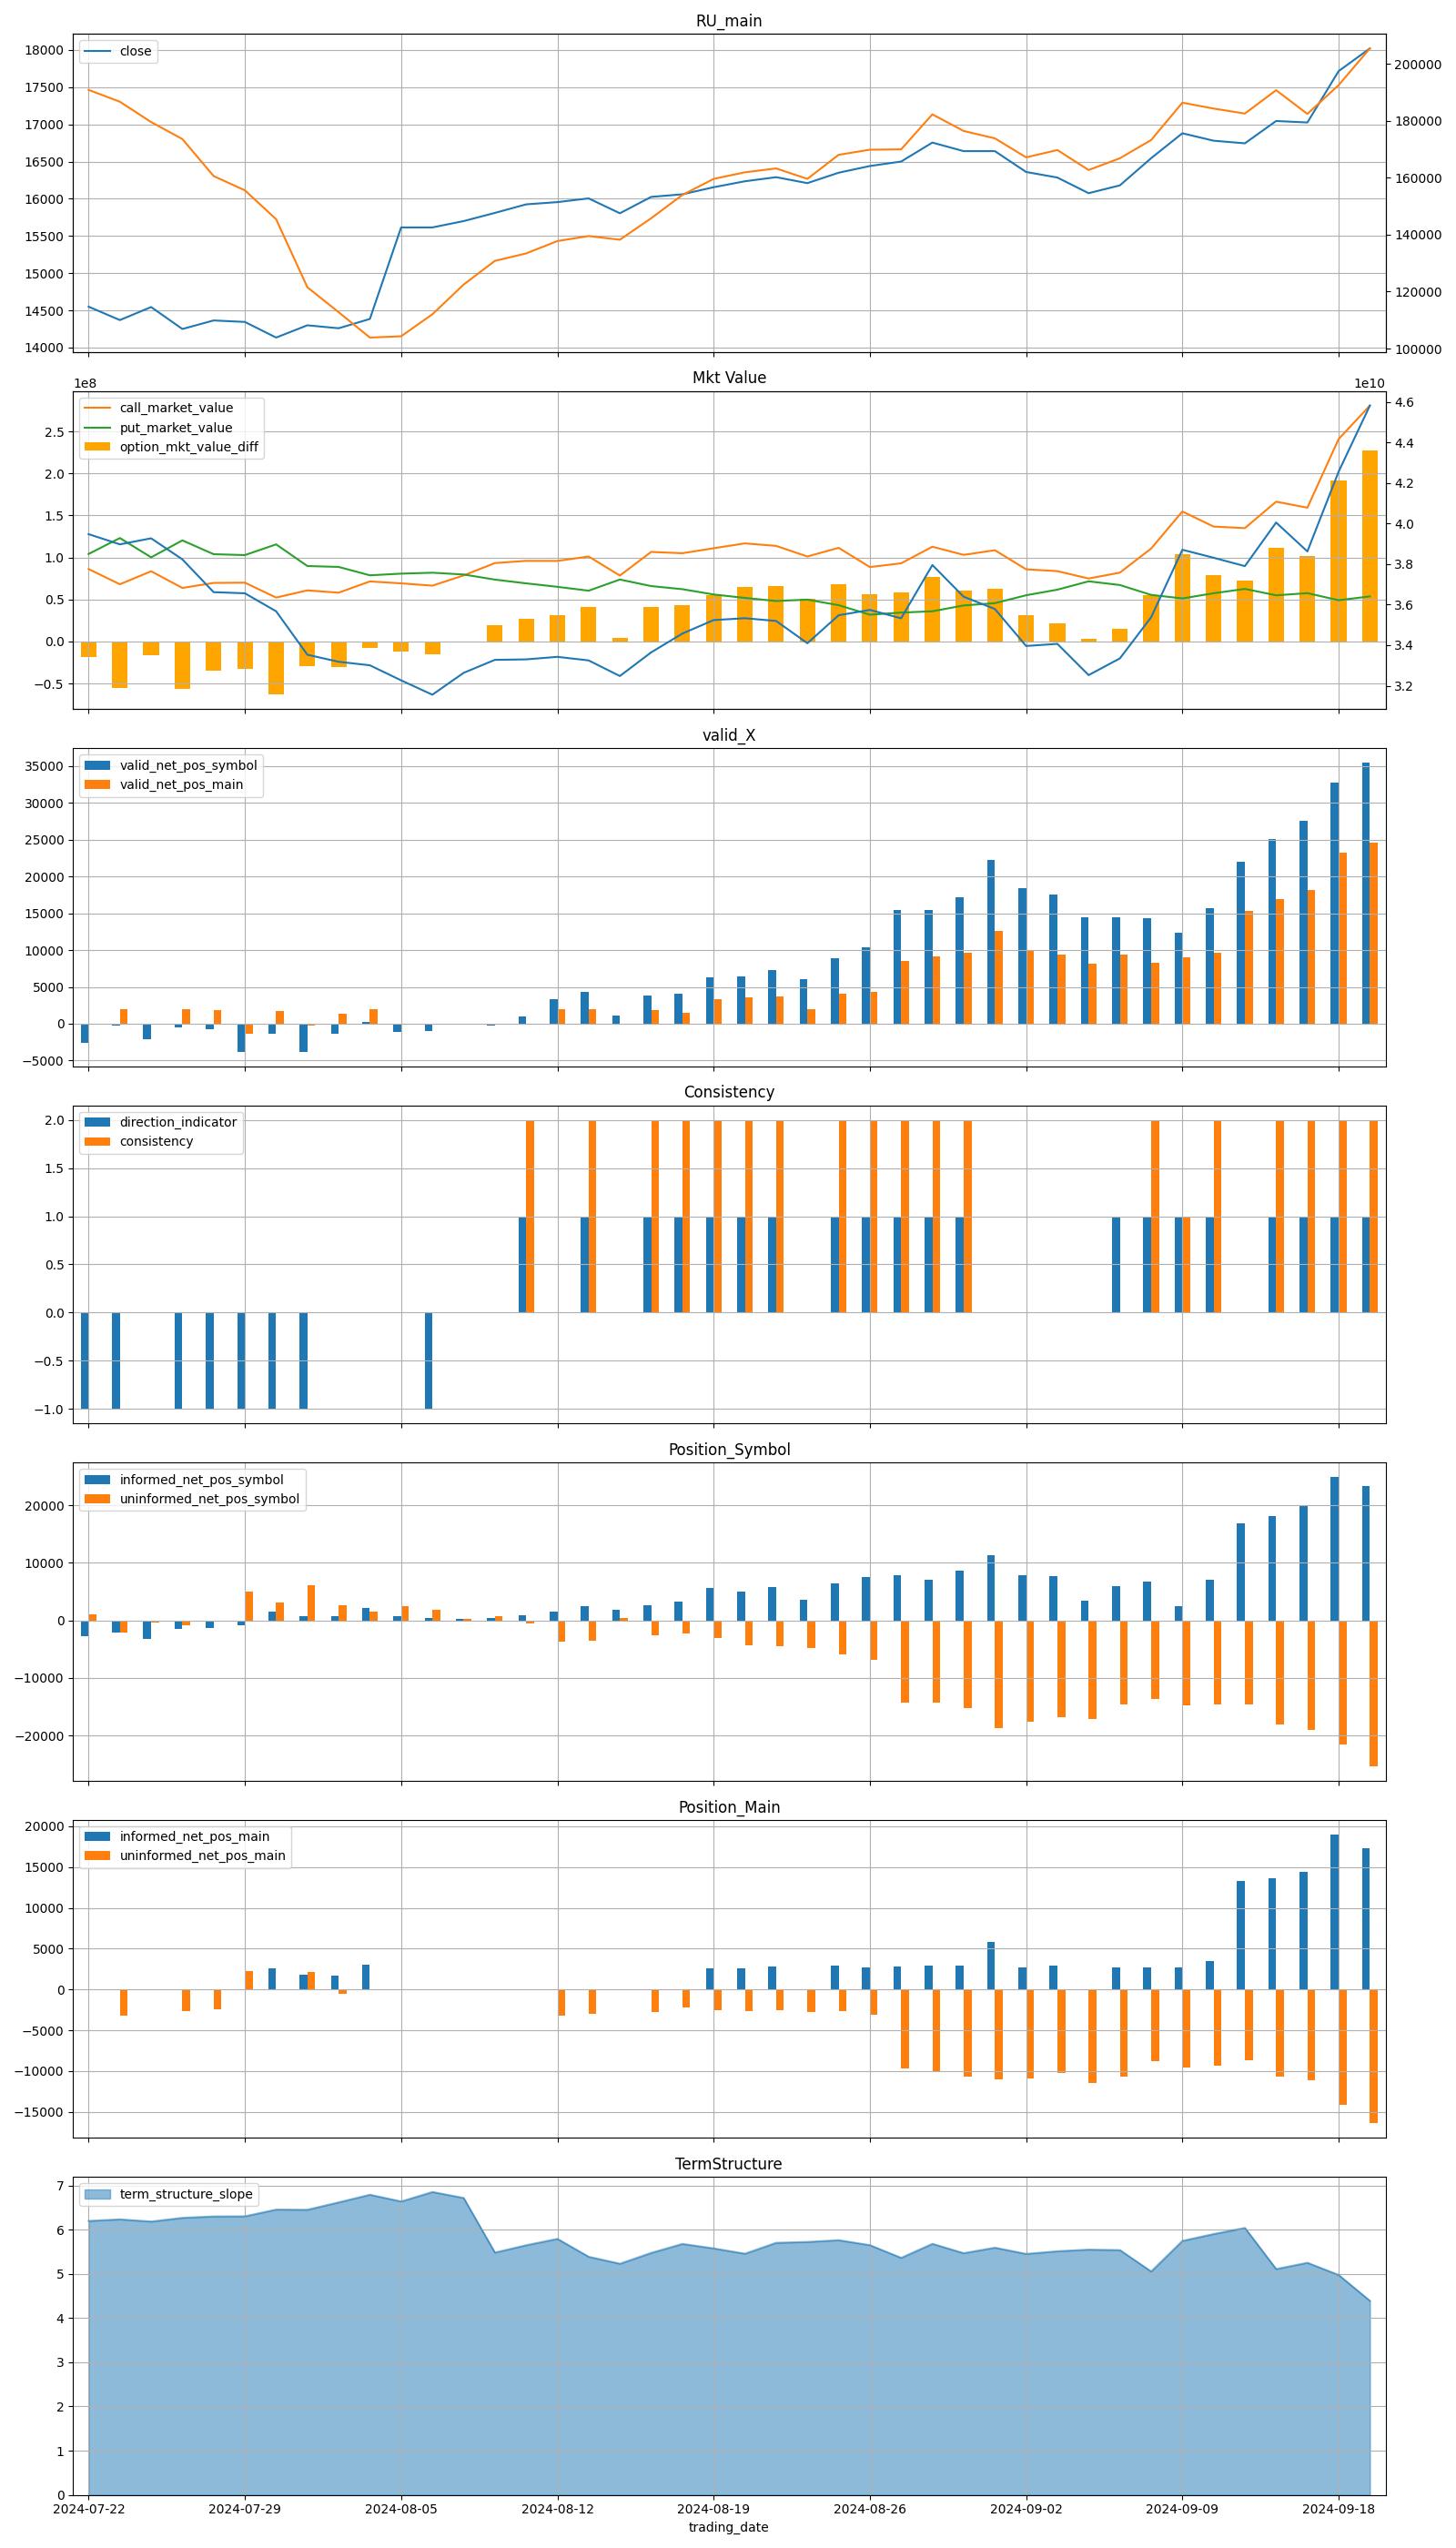 RU_main
close
18000
17500
17000
16500
16000
15500
15000
14500
14000
200000
180000
160000
140000
120000
100000
Mkt Value
1e8
1e10
call_market_value
put_market_value
option_mkt_value_diff
2.5
2.0
1.5
1.0
0.5
0.0
−0.5
4.6
4.4
4.2
4.0
3.8
3.6
3.4
3.2
valid_X
valid_net_pos_symbol
valid_net_pos_main
35000
30000
25000
20000
15000
10000
5000
0
−5000
Consistency
direction_indicator
consistency
2.0
1.5
1.0
0.5
0.0
−0.5
−1.0
Position_Symbol
informed_net_pos_symbol
uninformed_net_pos_symbol
20000
10000
0
−10000
−20000
Position_Main
informed_net_pos_main
uninformed_net_pos_main
20000
15000
10000
5000
0
−5000
−10000
−15000
TermStructure
term_structure_slope
7
6
5
4
3
2
1
0
2024-07-22 2024-07-29 2024-08-05 2024-08-12 2024-08-19 2024-08-26 2024-09-02 2024-09-09 2024-09-18
trading_date